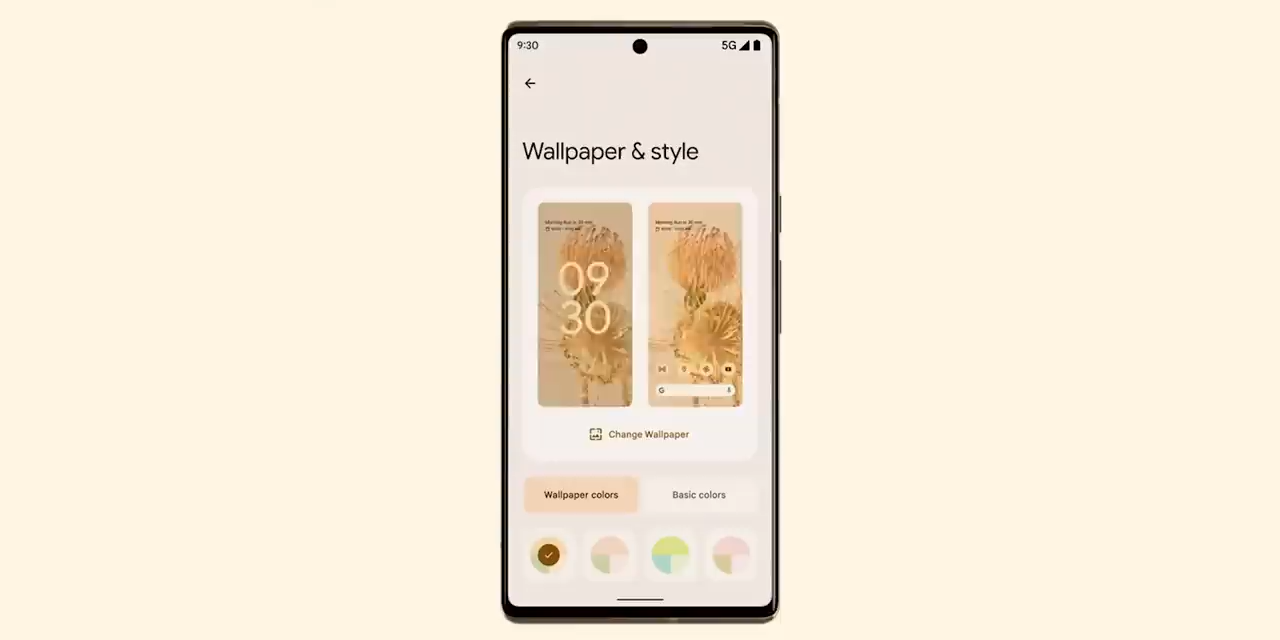 9:30
5G
Wallpaper & style
09
30
G
Change Wallpaper
Wallpaper colors
Basic colors